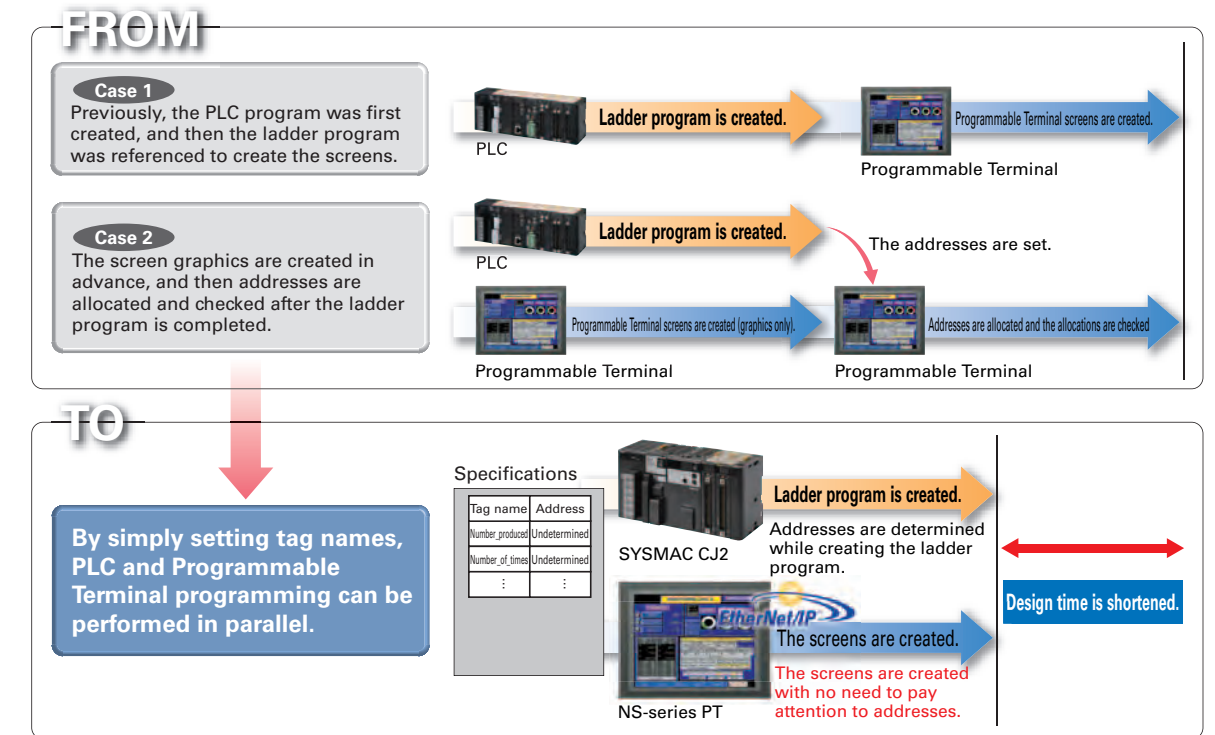 FROM
Case 1
Previously, the PLC program was first
created, and then the ladder program
was referenced to create the screens.
PLC
Ladder program is created.
Programmable Terminal screens are created.
Programmable Terminal
Case 2
The screen graphics are created in
advance, and then addresses are
allocated and checked after the ladder
program is completed.
PLC
Ladder program is created.
The addresses are set.
Programmable Terminal screens are created (graphics only).
Addresses are allocated and the allocations are checked
Programmable Terminal
Programmable Terminal
TO
By simply setting tag names,
PLC and Programmable
Terminal programming can be
performed in parallel.
Specifications
Tag name Address
Number_produced Undetermined
Number_of_times Undetermined
⋮ ⋮
SYSMAC CJ2
Ladder program is created.
Addresses are determined
while creating the ladder
program.
EtherNet/IP
The screens are created.
The screens are created
with no need to pay
attention to addresses.
NS-series PT
Design time is shortened.